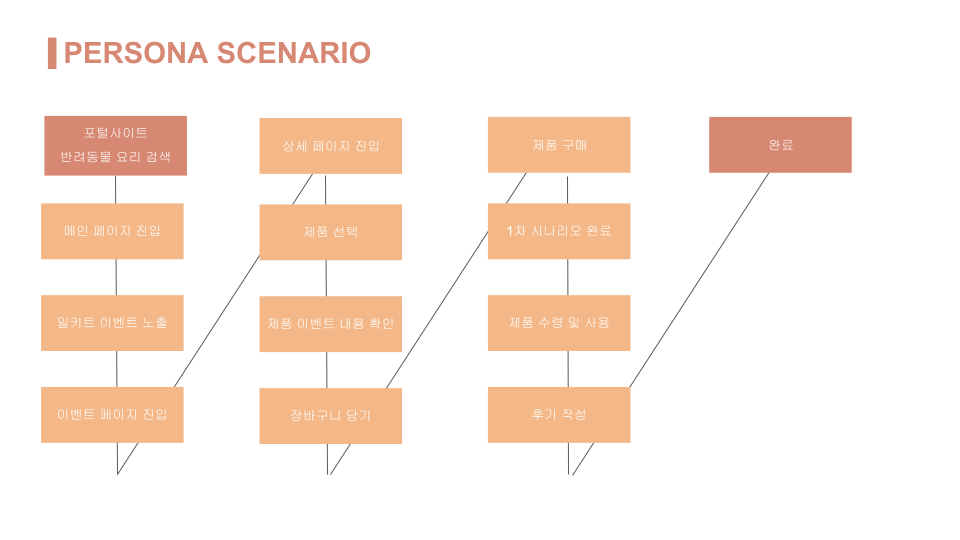 PERSONA SCENARIO
포털사이트
반려동물 요리 검색
메인 페이지 진입
밀키트 이벤트 노출
이벤트 페이지 진입
상세 페이지 진입
제품 선택
제품 이벤트 내용 확인
장바구니 담기
제품 구매
1차 시나리오 완료
제품 수령 및 사용
후기 작성
완료